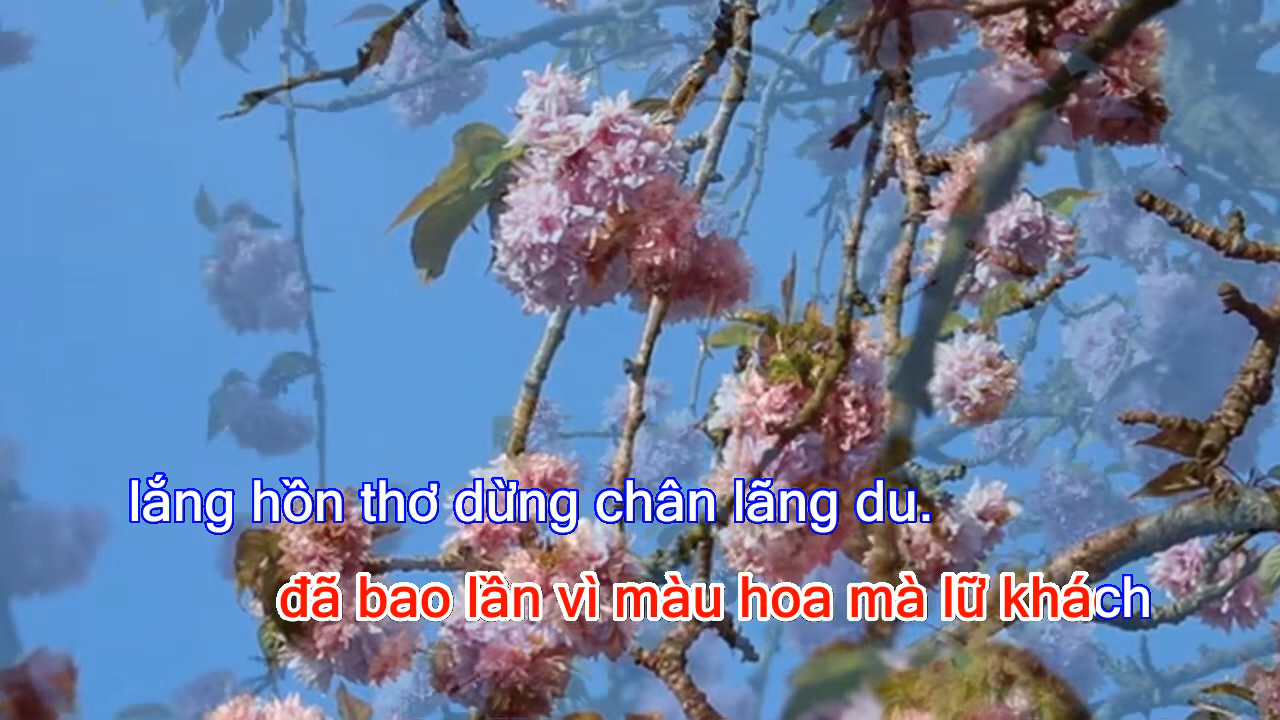 lắng hồn thơ dừng chân lãng du.
đã bao lần vì màu hoa mà lữ khách